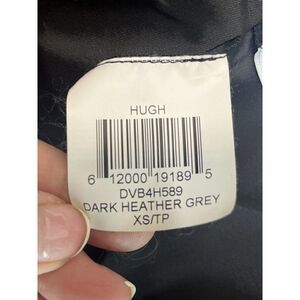 HUGH
6 12000 19189 5
DVB4H589
DARK HEATHER GREY
XS/TP